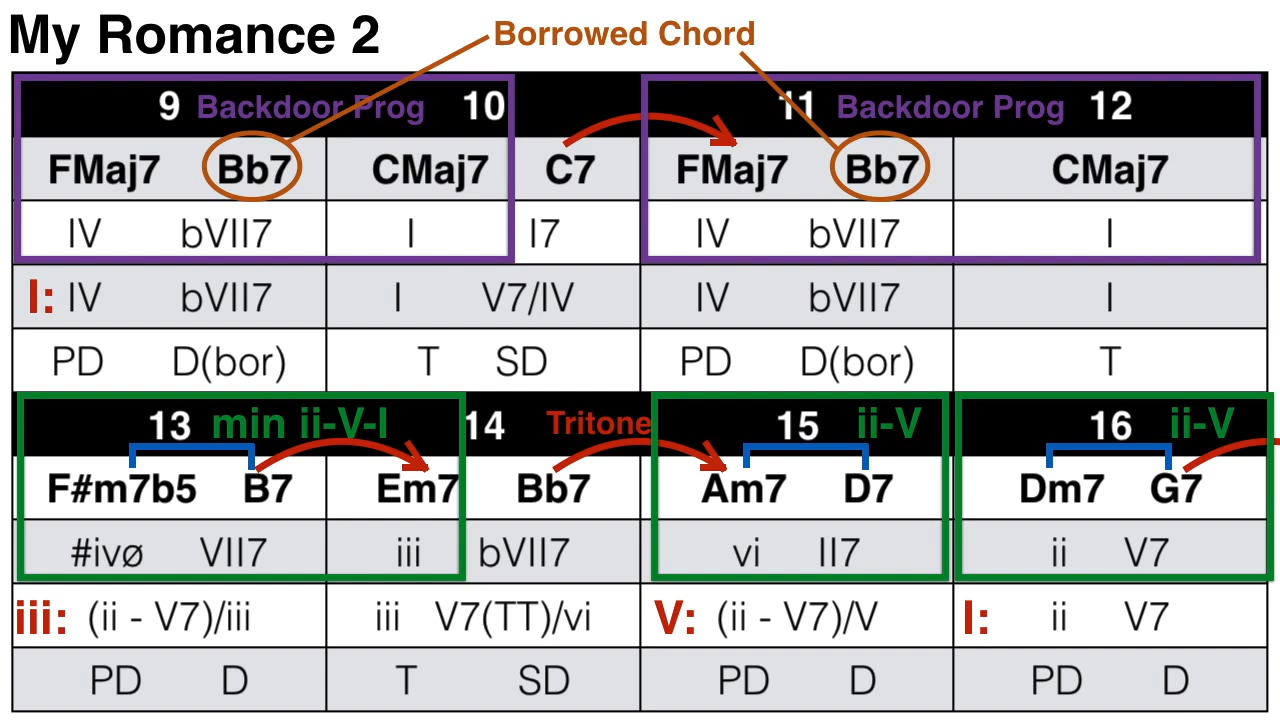 My Romance 2
Borrowed Chord
9 Backdoor Prog 10 11 Backdoor Prog 12
FMaj7 Bb7 CMaj7 C7 FMaj7 Bb7 CMaj7
IV bVII7 I I7 IV bVII7 I
I: IV bVII7 I V7/IV IV bVII7 I
PD D(bor) T SD PD D(bor) T
13 min ii-V-I 14 Tritone 15 ii-V 16 ii-V
F#m7b5 B7 Em7 Bb7 Am7 D7 Dm7 G7
#ivø VII7 iii bVII7 vi II7 ii V7
iii: (ii - V7)/iii iii V7(TT)/vi V: (ii - V7)/V I: ii V7
PD D T SD PD D PD D